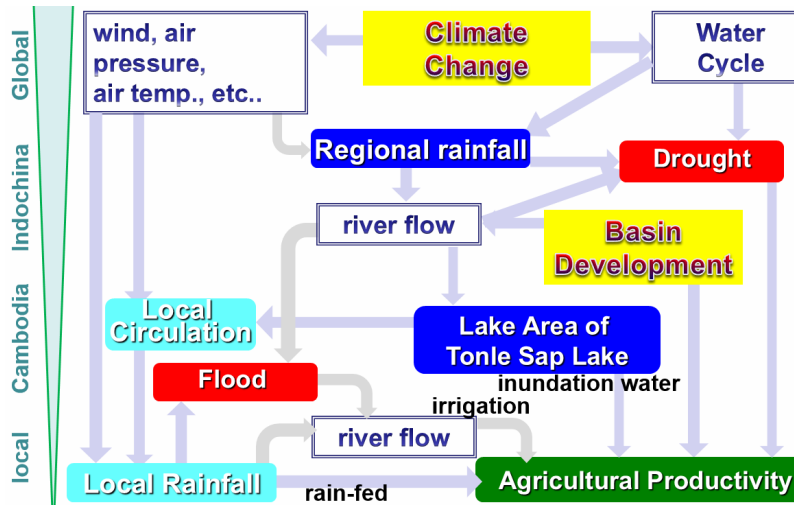 Global
Indochina
Cambodia
local
wind, air
pressure,
air temp., etc..
Climate
Change
Water
Cycle
Regional rainfall
Drought
river flow
Basin
Development
Local
Circulation
Lake Area of
Tonle Sap Lake
Flood
inundation water
irrigation
river flow
Local Rainfall
rain-fed
Agricultural Productivity